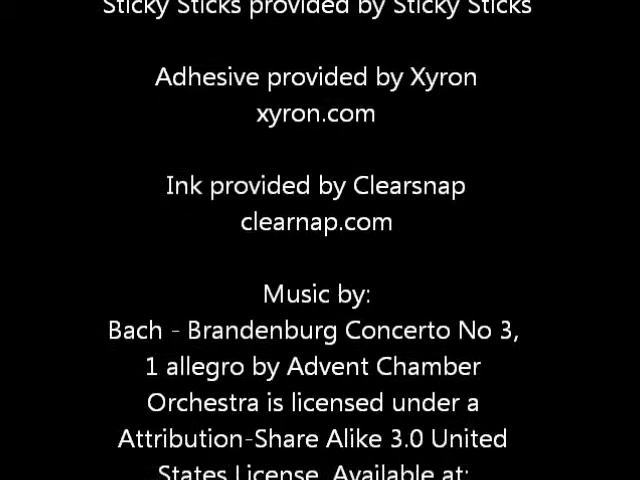 Sticky Sticks provided by Sticky Sticks
Adhesive provided by Xyron
xyron.com
Ink provided by Clearsnap
clearnap.com
Music by:
Bach - Brandenburg Concerto No 3,
1 allegro by Advent Chamber
Orchestra is licensed under a
Attribution-Share Alike 3.0 United
States License. Available at: